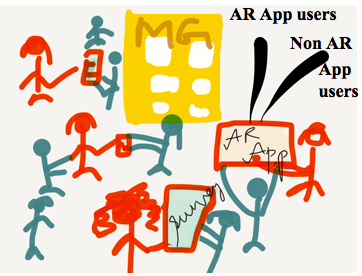 AR App users
Non AR
App
users
MG
AR
App
survey